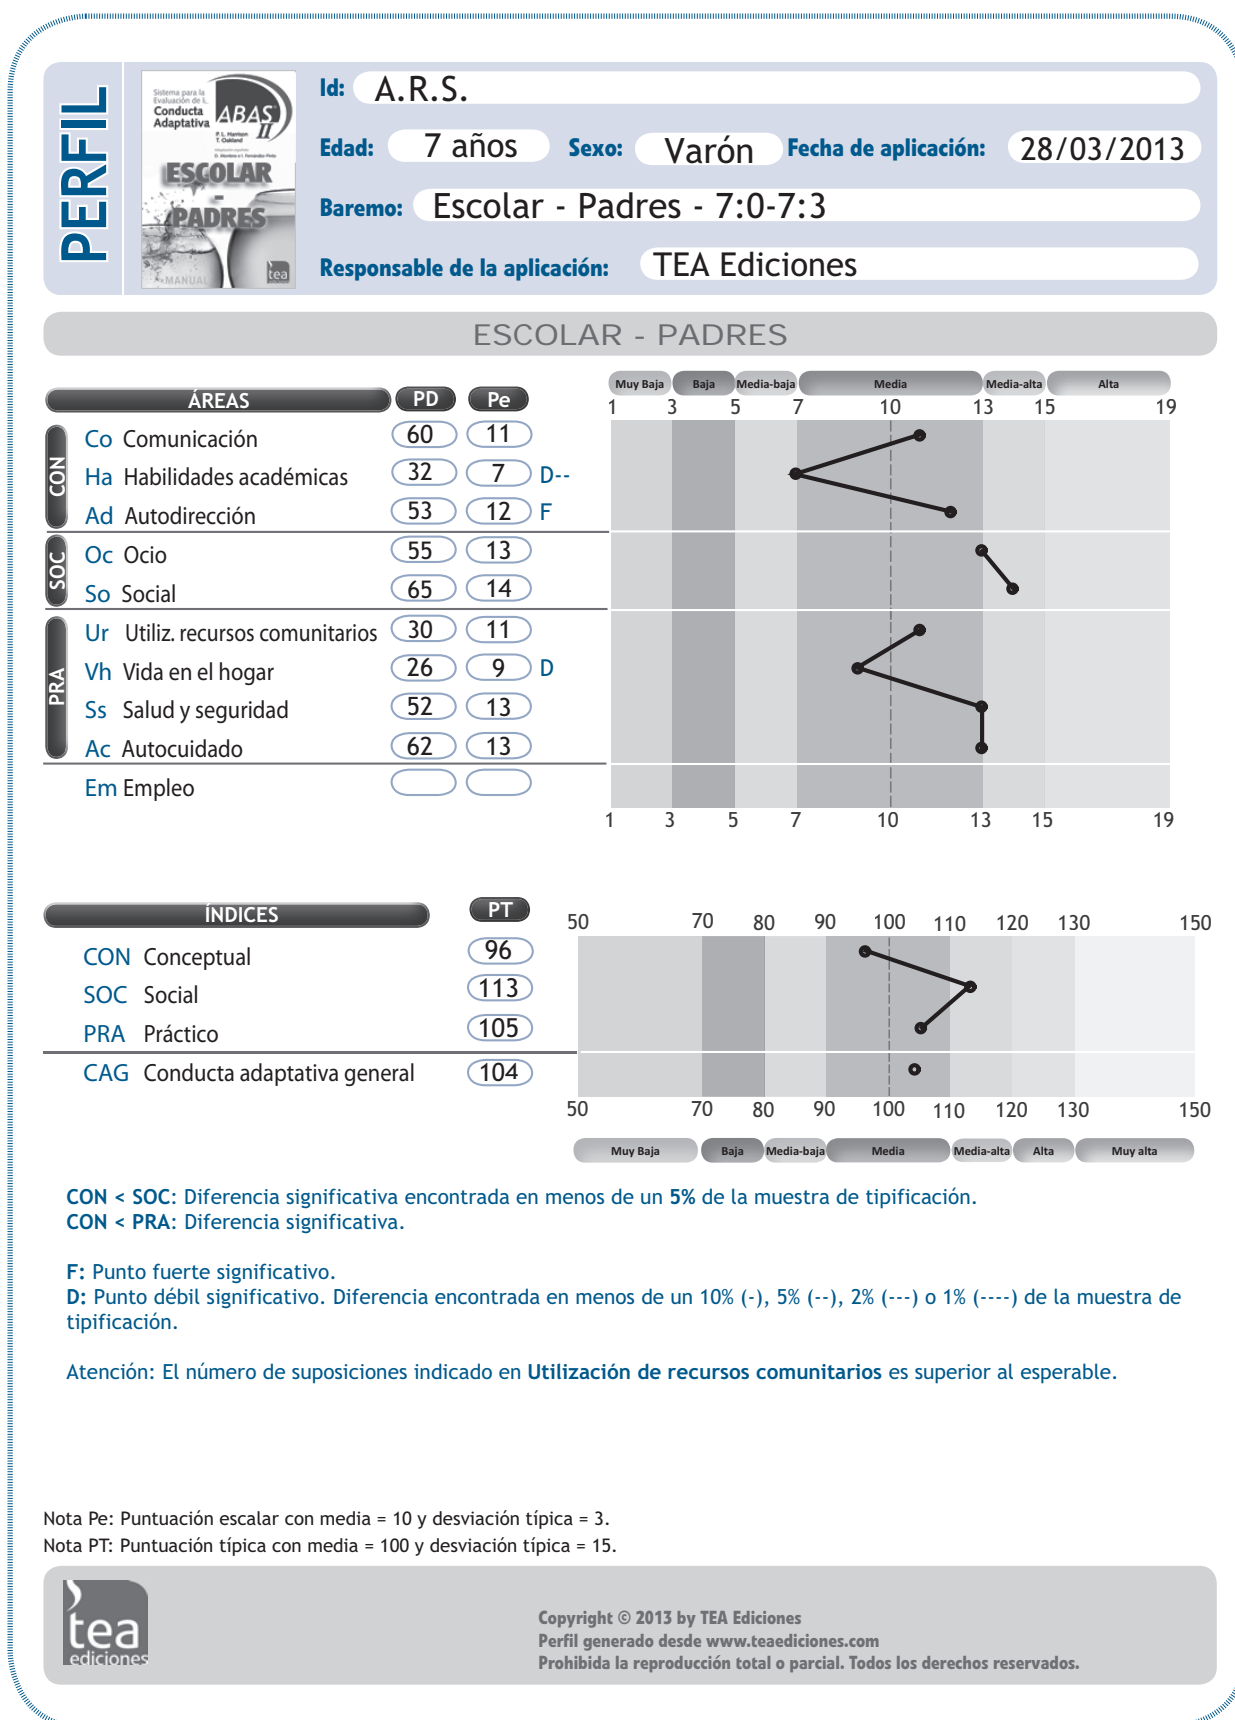 PERFIL
Sistema para la
Evaluación de la
Conducta
Adaptativa
ABAS
II
P. L. Harrison
T. Oakland
ESCOLAR
-
PADRES
MANUAL
tea
Id: A.R.S.
Edad: 7 años Sexo: Varón Fecha de aplicación: 28/03/2013
Baremo: Escolar - Padres - 7:0-7:3
Responsable de la aplicación: TEA Ediciones
ESCOLAR - PADRES
Muy Baja Baja Media-baja Media Media-alta Alta
ÁREAS PD Pe 1 3 5 7 10 13 15 19
CON
Co Comunicación 60 11
Ha Habilidades académicas 32 7 D--
Ad Autodirección 53 12 F
SOC
Oc Ocio 55 13
So Social 65 14
PRA
Ur Utiliz. recursos comunitarios 30 11
Vh Vida en el hogar 26 9 D
Ss Salud y seguridad 52 13
Ac Autocuidado 62 13
Em Empleo
1 3 5 7 10 13 15 19
ÍNDICES PT 50 70 80 90 100 110 120 130 150
CON Conceptual 96
SOC Social 113
PRA Práctico 105
CAG Conducta adaptativa general 104
50 70 80 90 100 110 120 130 150
Muy Baja Baja Media-baja Media Media-alta Alta Muy alta
CON < SOC: Diferencia significativa encontrada en menos de un 5% de la muestra de tipificación.
CON < PRA: Diferencia significativa.
F: Punto fuerte significativo.
D: Punto débil significativo. Diferencia encontrada en menos de un 10% (-), 5% (--), 2% (---) o 1% (----) de la muestra de
tipificación.
Atención: El número de suposiciones indicado en Utilización de recursos comunitarios es superior al esperable.
Nota Pe: Puntuación escalar con media = 10 y desviación típica = 3.
Nota PT: Puntuación típica con media = 100 y desviación típica = 15.
tea
ediciones
Copyright © 2013 by TEA Ediciones
Perfil generado desde www.teaediciones.com
Prohibida la reproducción total o parcial. Todos los derechos reservados.